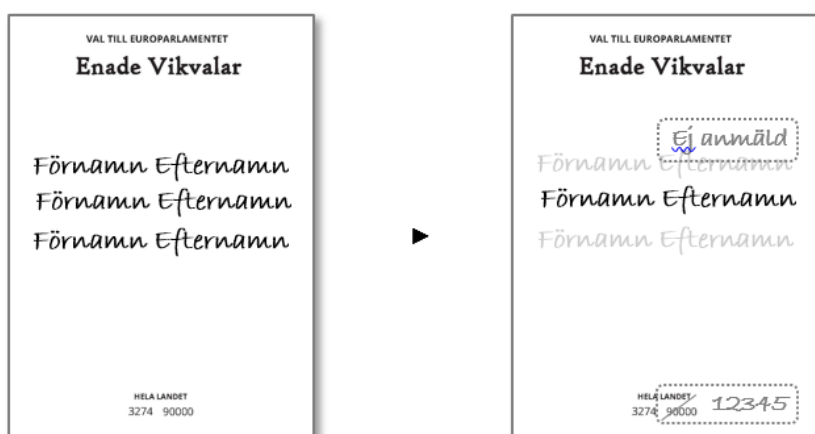 VAL TILL EUROPARLAMENTET
Enade Vikvalar
Förnamn Efternamn
Förnamn Efternamn
Förnamn Efternamn
HELA LANDET
3274 90000
VAL TILL EUROPARLAMENTET
Enade Vikvalar
Ej anmäld
Förnamn Efternamn
Förnamn Efternamn
Förnamn Efternamn
HELA LANDET
3274 90000 12345